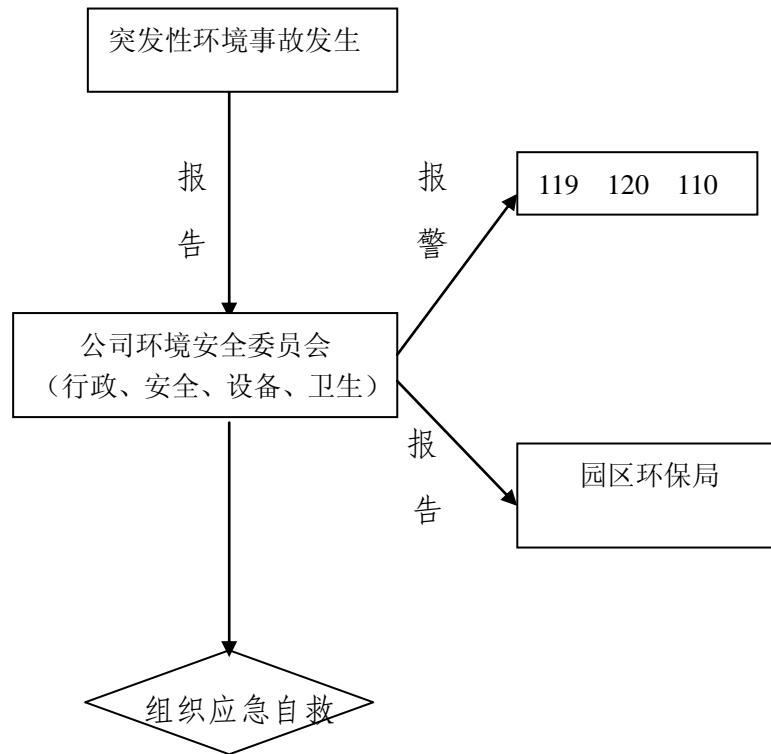 突发性环境事故发生
报
告
报
警
119 120 110
公司环境安全委员会
（行政、安全、设备、卫生）
报
告
园区环保局
组织应急自救